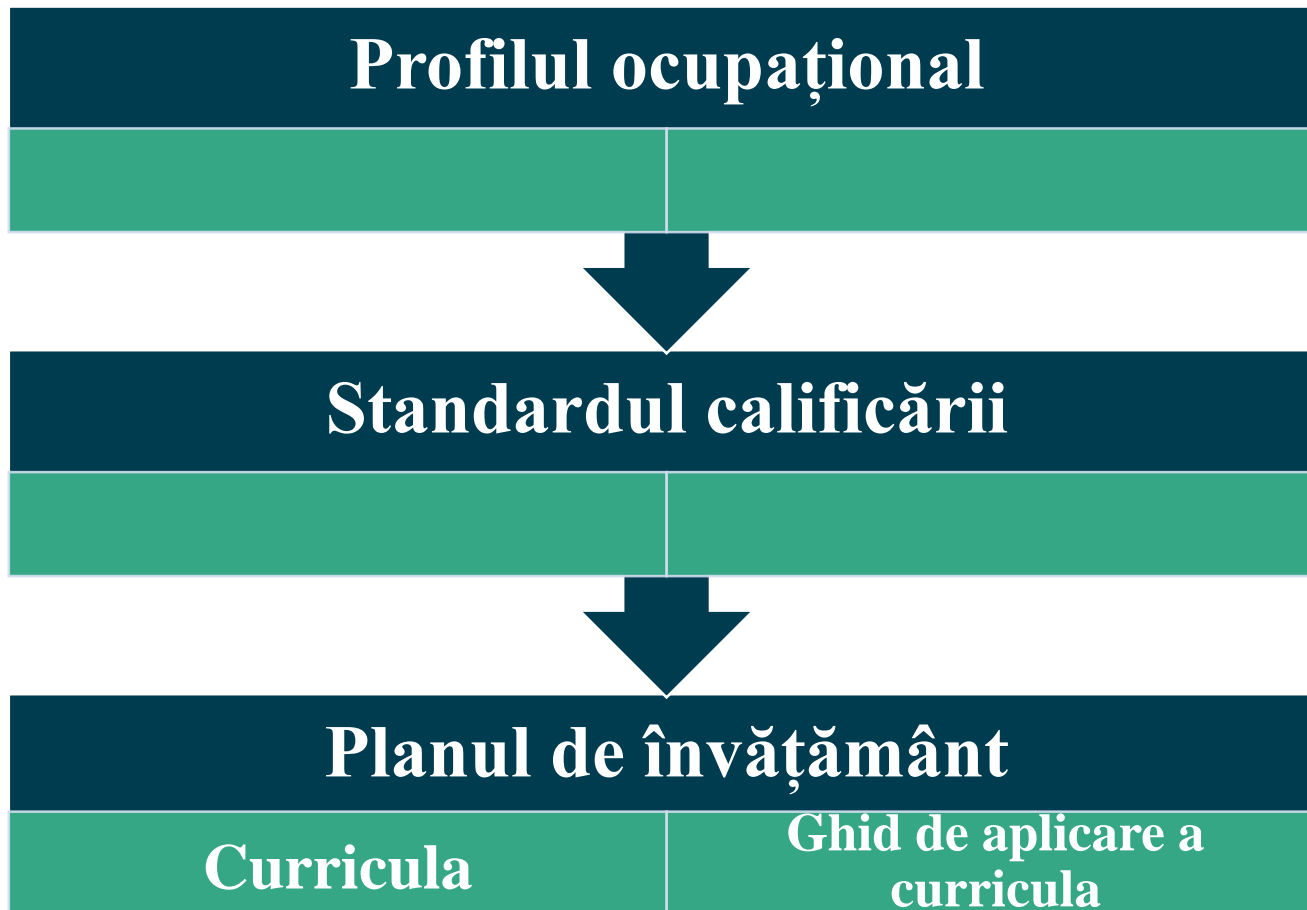 Profilul ocupațional
Standardul calificării
Planul de învățământ
Curricula
Ghid de aplicare a
curricula